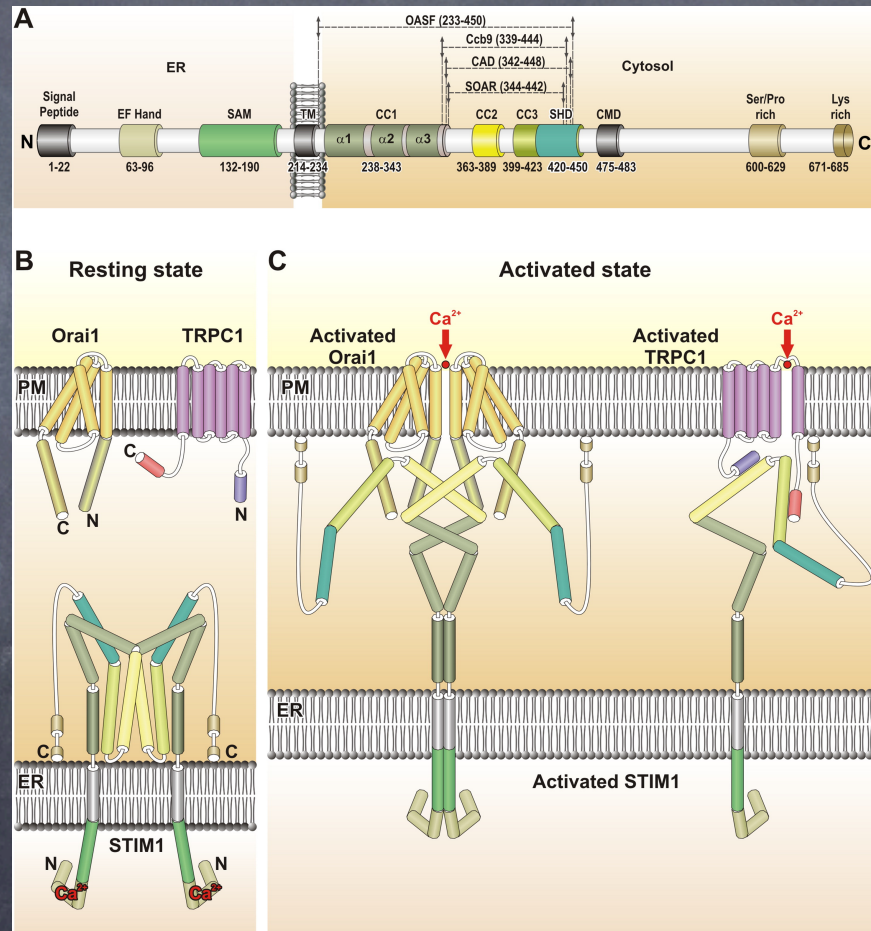 A
OASF (233-450)
Ccb9 (339-444)
ER
CAD (342-448)
Cytosol
SOAR (344-442)
Signal
Peptide
EF Hand
SAM
TM
CC1
CC2
CC3
SHD
CMD
Ser/Pro
rich
Lys
rich
N
α1
α2
α3
C
1-22
63-96
132-190
214-234
238-343
363-389
399-423
420-450
475-483
600-629
671-685
B
Resting state
Orai1
TRPC1
PM
C
C
N
N
C
C
ER
STIM1
N
N
Ca2+
Ca2+
C
Activated state
Ca2+
Ca2+
Activated
Orai1
Activated
TRPC1
PM
ER
Activated STIM1